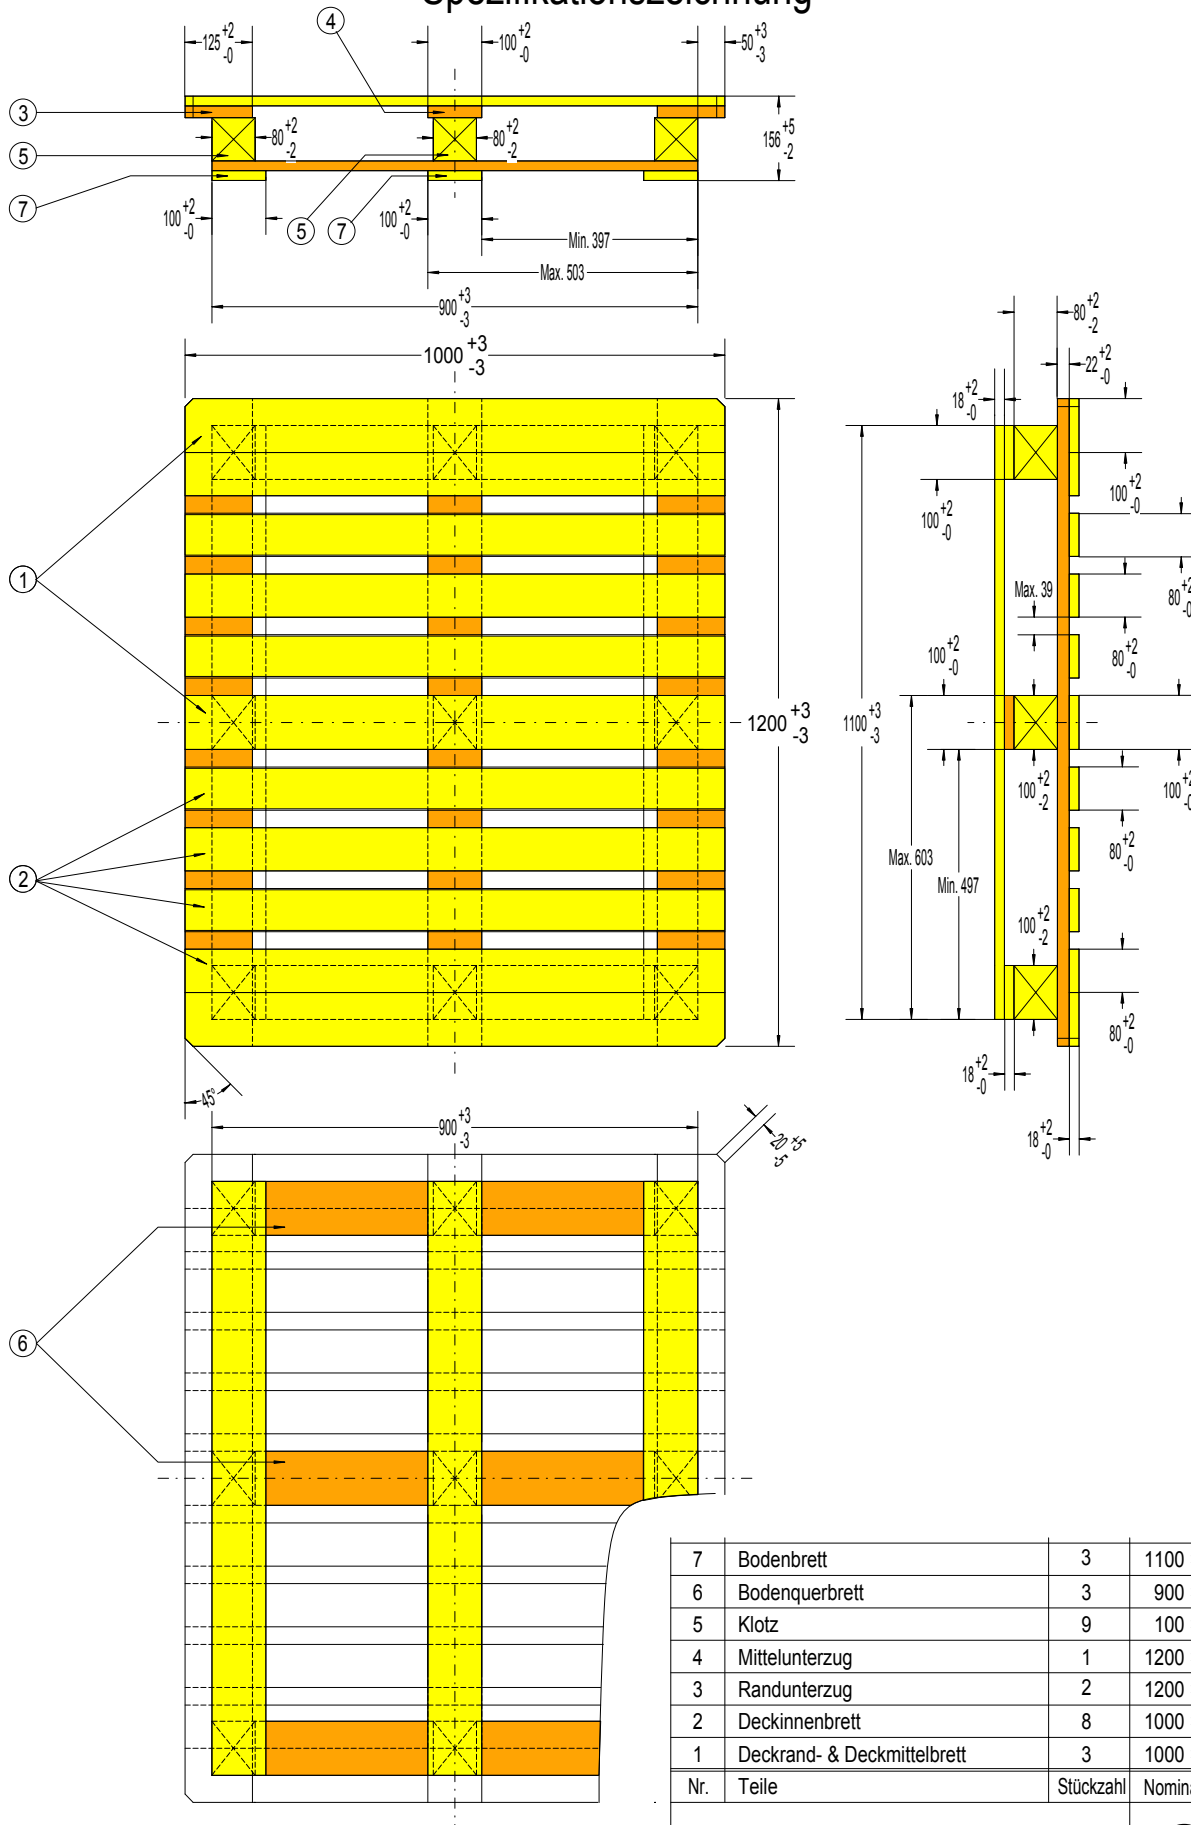 Spezifikationszeichnung
4
125 +2 -0
100 +2 -0
50 +3 -3
3
5
7
80 +2 -2
80 +2 -2
156 +5 -2
100 +2 -0
5
7
100 +2 -0
Min. 397
Max. 503
900 +3 -3
1000 +3 -3
80 +2 -2
22 +2 -0
18 +2 -0
100 +2 -0
100 +2 -0
1
Max. 39
80 +2 -0
80 +2 -0
100 +2 -0
1200 +3 -3
1100 +3 -3
100 +2 -2
100 +2 -0
2
Max. 603
Min. 497
80 +2 -0
100 +2 -2
80 +2 -0
18 +2 -0
18 +2 -0
45°
900 +3 -3
20 +5 -5
6
7 Bodenbrett 3 1100
6 Bodenquerbrett 3 900
5 Klotz 9 100
4 Mittelunterzug 1 1200
3 Randunterzug 2 1200
2 Deckinnenbrett 8 1000
1 Deckrand- & Deckmittelbrett 3 1000
Nr. Teile Stückzahl